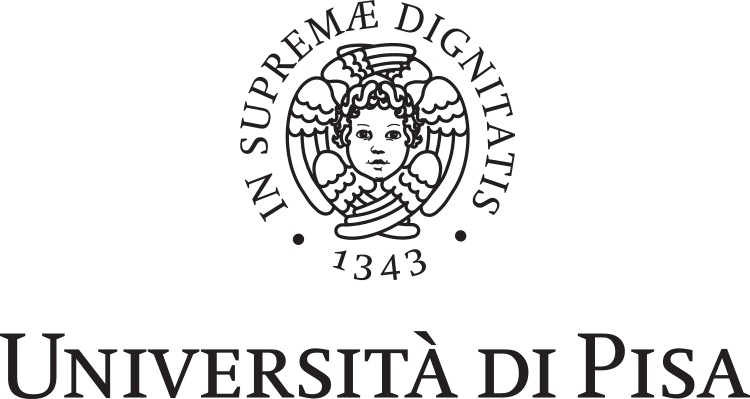 IN SUPREMÆ DIGNITATIS
1343
UNIVERSITÀ DI PISA